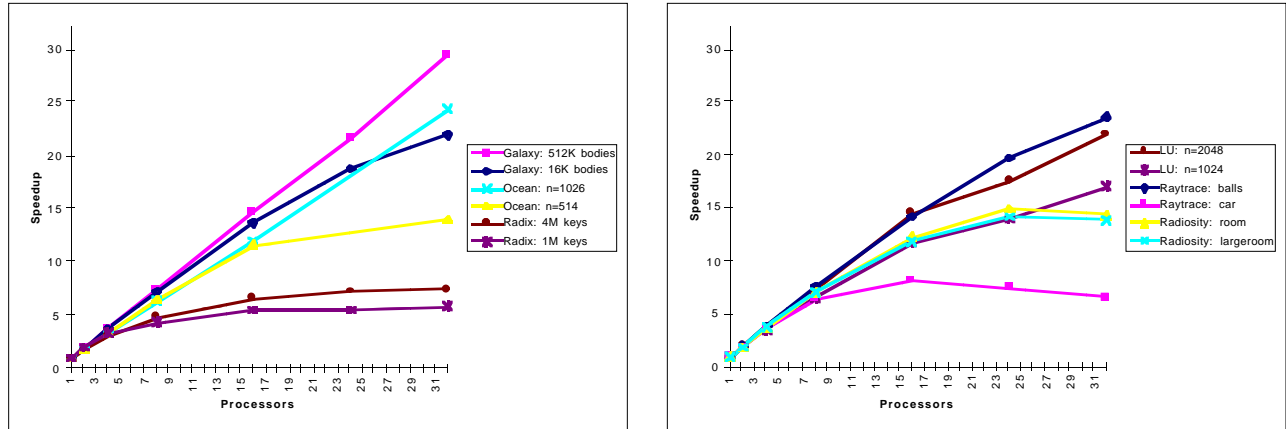 30
25
20
15
10
5
0
Speedup
1
3
5
7
9
11
13
15
17
19
21
23
25
27
29
31
Processors
Galaxy: 512K bodies
Galaxy: 16K bodies
Ocean: n=1026
Ocean: n=514
Radix: 4M keys
Radix: 1M keys
30
25
20
15
10
5
0
Speedup
1
3
5
7
9
11
13
15
17
19
21
23
25
27
29
31
Processors
LU: n=2048
LU: n=1024
Raytrace: balls
Raytrace: car
Radiosity: room
Radiosity: largeroom